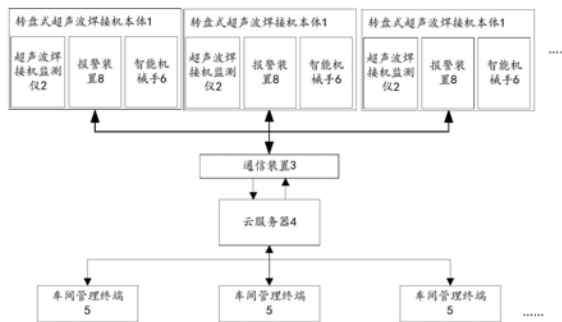 转盘式超声波焊接机本体1
超声波焊
接机监测
仪2
报警装
置8
智能机
械手6
转盘式超声波焊接机本体1
超声波焊
接机监测
仪2
报警装
置8
智能机
械手6
转盘式超声波焊接机本体1
超声波焊
接机监测
仪2
报警装
置8
智能机
械手6
....
通信装置3
云服务器4
车间管理终端
5
车间管理终端
5
车间管理终端
5
......